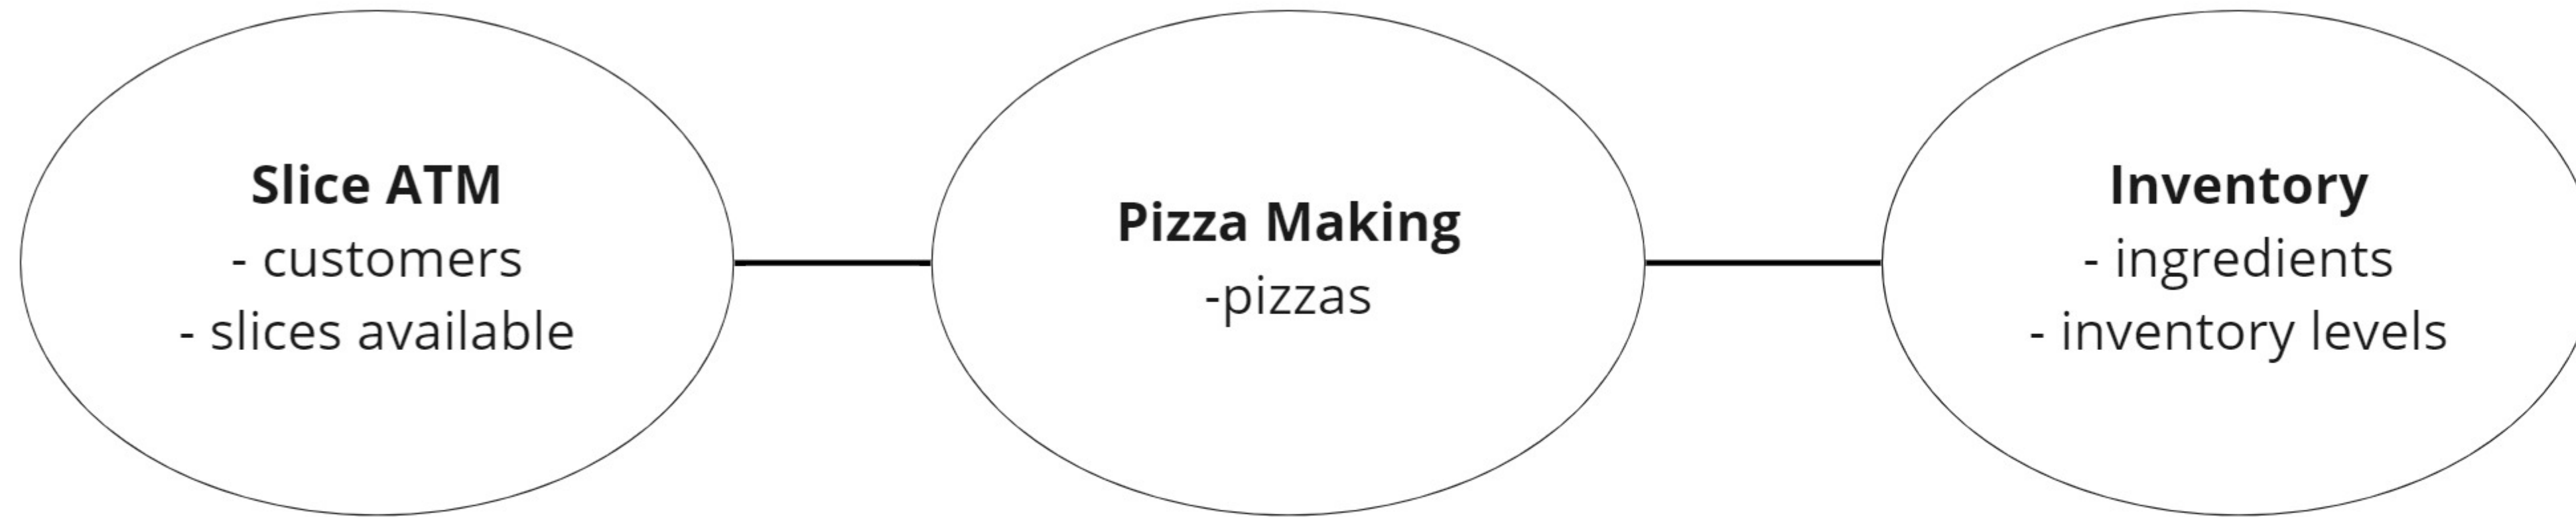 Slice ATM
- customers
- slices available
Pizza Making
-pizzas
Inventory
- ingredients
- inventory levels